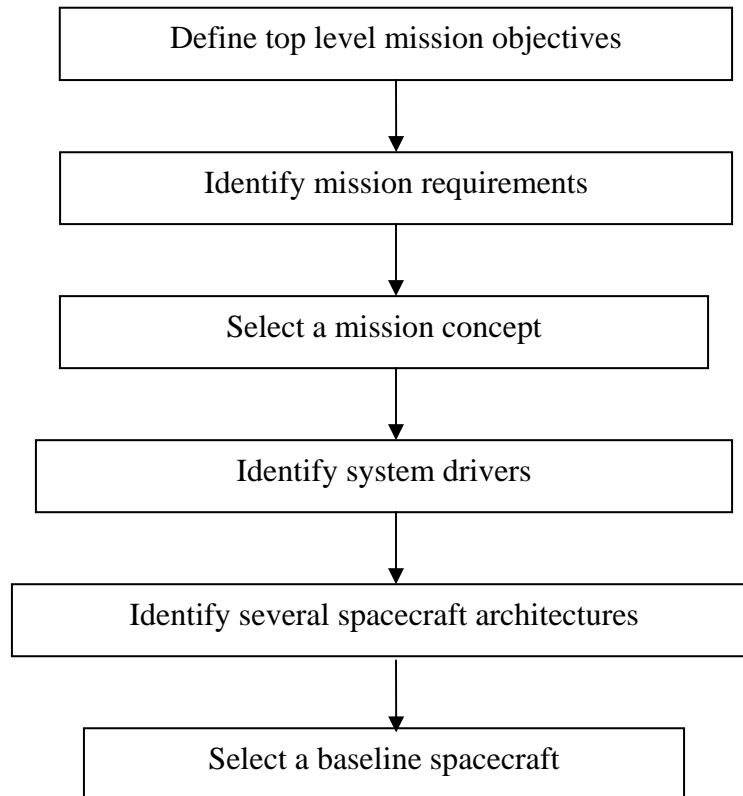 Define top level mission objectives
Identify mission requirements
Select a mission concept
Identify system drivers
Identify several spacecraft architectures
Select a baseline spacecraft